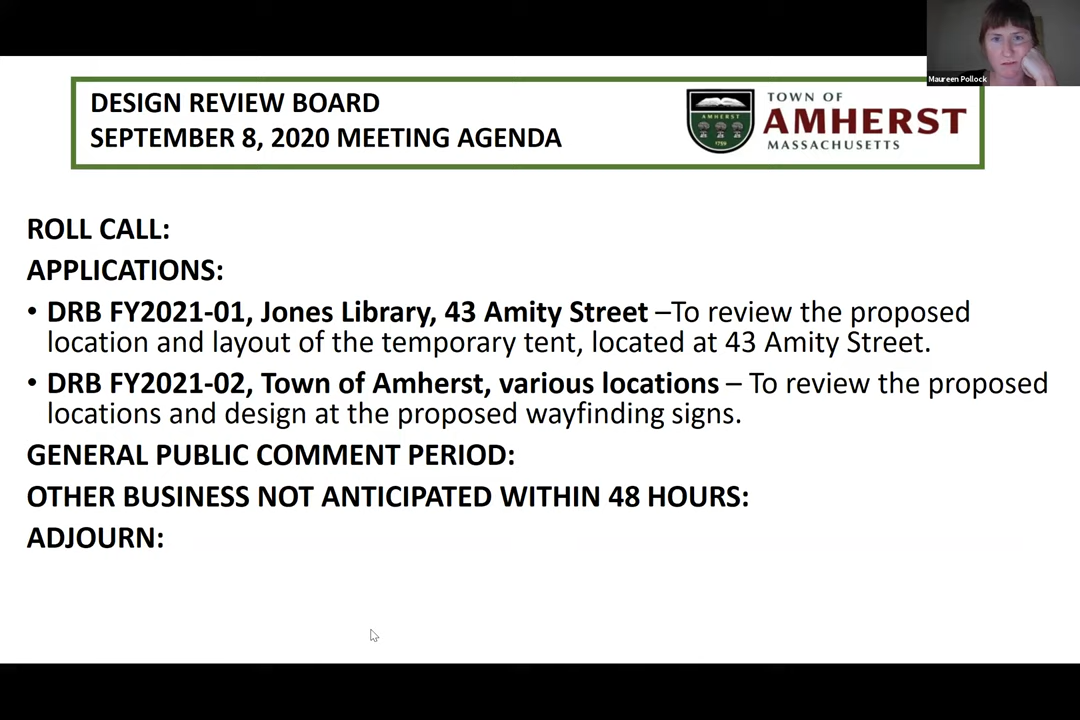 Maureen Pollock
DESIGN REVIEW BOARD
SEPTEMBER 8, 2020 MEETING AGENDA
AMHERST
1759
TOWN OF
AMHERST
MASSACHUSETTS
ROLL CALL:
APPLICATIONS:
• DRB FY2021-01, Jones Library, 43 Amity Street –To review the proposed
location and layout of the temporary tent, located at 43 Amity Street.
• DRB FY2021-02, Town of Amherst, various locations – To review the proposed
locations and design at the proposed wayfinding signs.
GENERAL PUBLIC COMMENT PERIOD:
OTHER BUSINESS NOT ANTICIPATED WITHIN 48 HOURS:
ADJOURN: